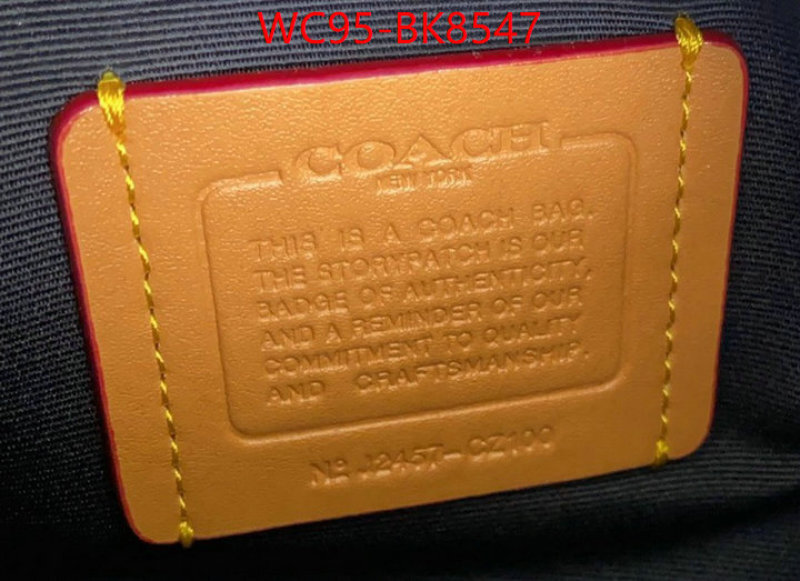 WC95-BK8547
COACH
NEW YORK
THIS IS A COACH BAG.
THE STORYPATCH IS OUR
BADGE OF AUTHENTICITY,
AND A REMINDER OF OUR
COMMITMENT TO QUALITY
AND CRAFTSMANSHIP.
Nº J2457-CZ100